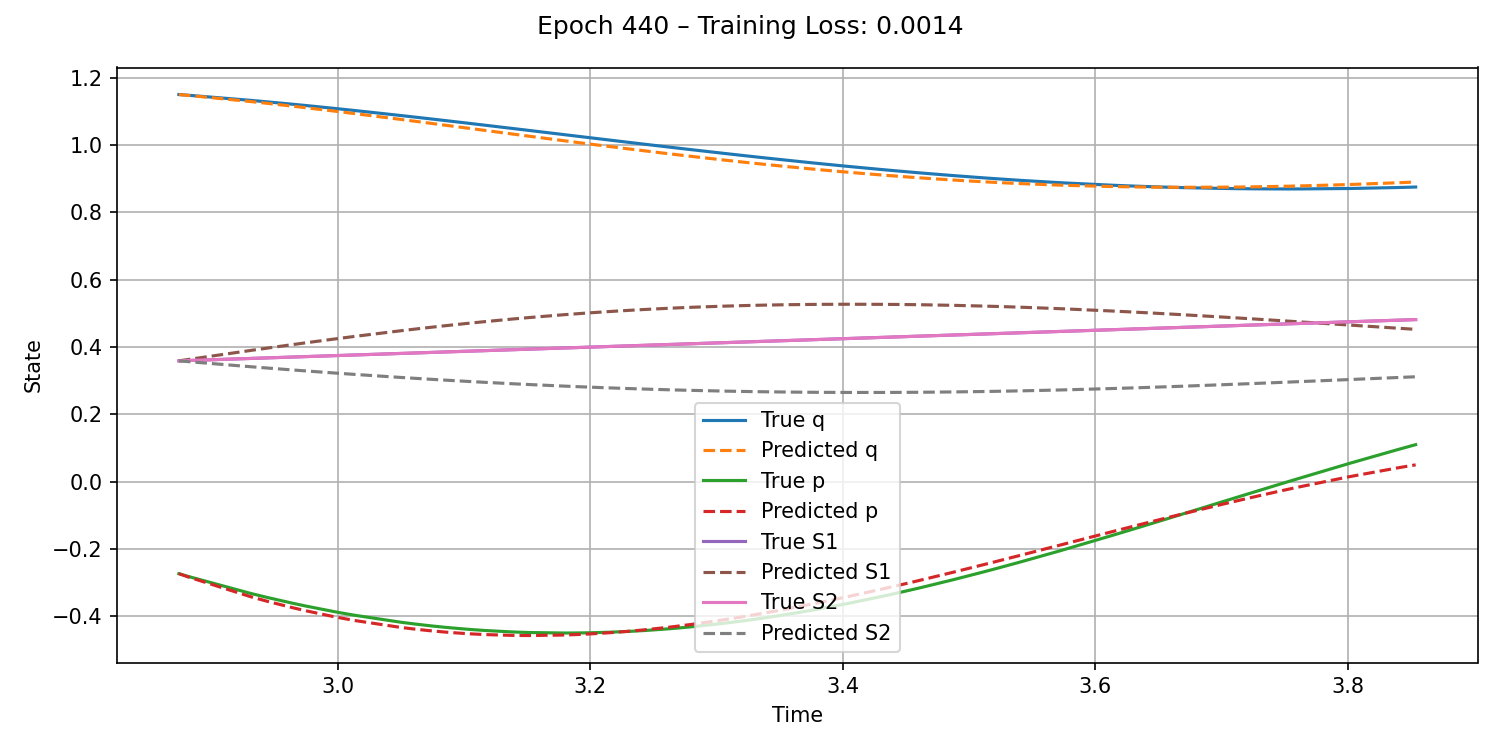 Epoch 440 – Training Loss: 0.0014
1.2
1.0
0.8
0.6
0.4
0.2
0.0
−0.2
−0.4
State
True q
Predicted q
True p
Predicted p
True S1
Predicted S1
True S2
Predicted S2
3.0 3.2 3.4 3.6 3.8
Time